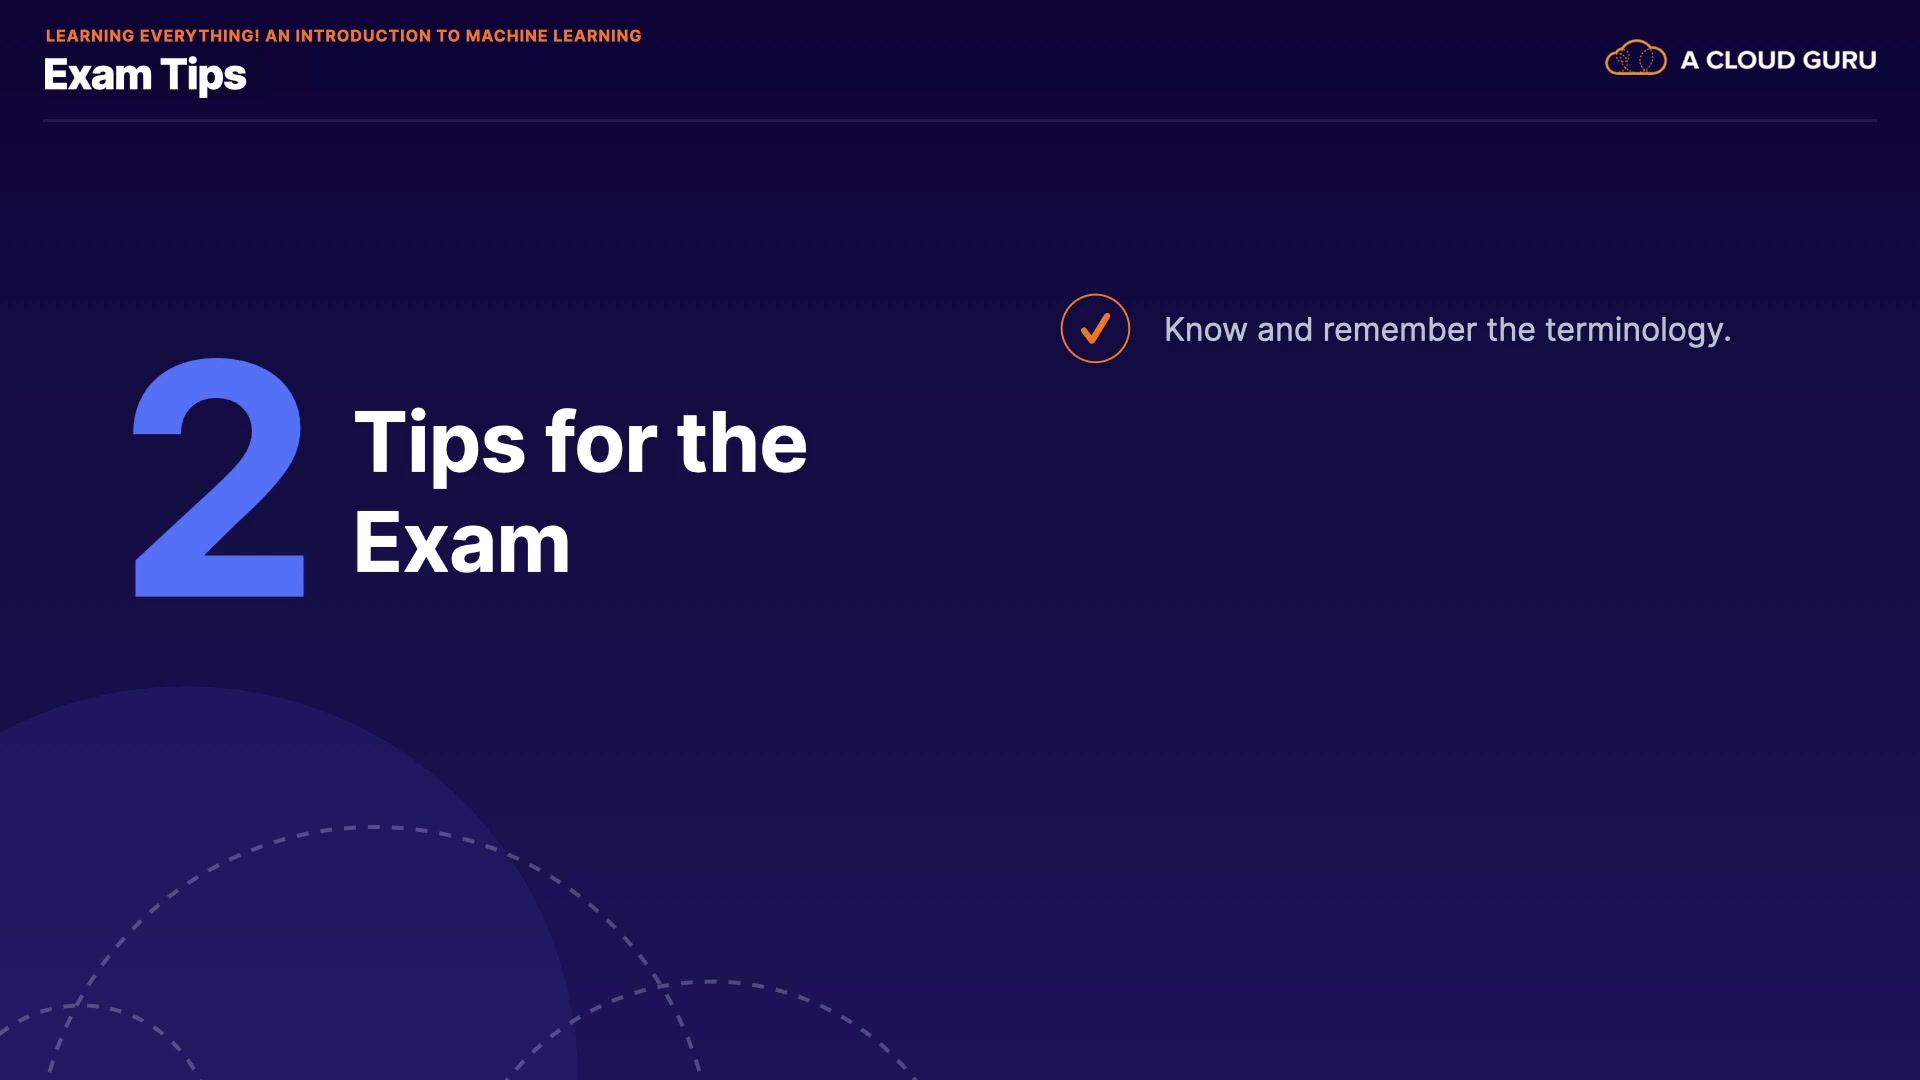 LEARNING EVERYTHING! AN INTRODUCTION TO MACHINE LEARNING
Exam Tips
A CLOUD GURU
2
Tips for the
Exam
Know and remember the terminology.